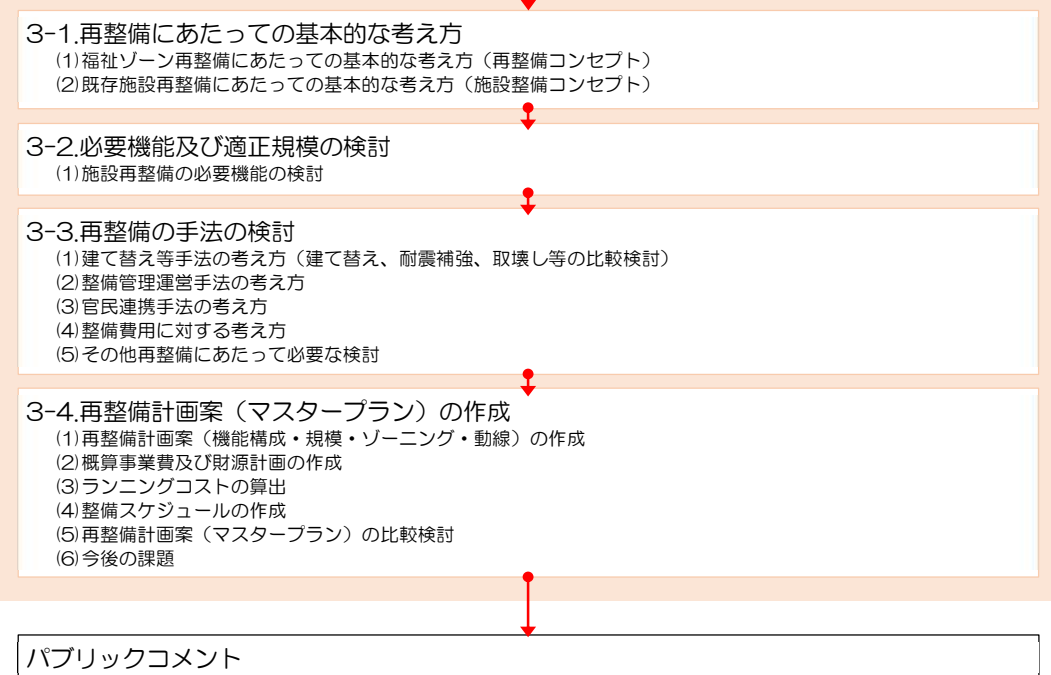 3-1.再整備にあたっての基本的な考え方
(1)福祉ゾーン再整備にあたっての基本的な考え方（再整備コンセプト）
(2)既存施設再整備にあたっての基本的な考え方（施設整備コンセプト）
3-2.必要機能及び適正規模の検討
(1)施設再整備の必要機能の検討
3-3.再整備の手法の検討
(1)建て替え等手法の考え方（建て替え、耐震補強、取壊し等の比較検討）
(2)整備管理運営手法の考え方
(3)官民連携手法の考え方
(4)整備費用に対する考え方
(5)その他再整備にあたって必要な検討
3-4.再整備計画案（マスタープラン）の作成
(1)再整備計画案（機能構成・規模・ゾーニング・動線）の作成
(2)概算事業費及び財源計画の作成
(3)ランニングコストの算出
(4)整備スケジュールの作成
(5)再整備計画案（マスタープラン）の比較検討
(6)今後の課題
パブリックコメント